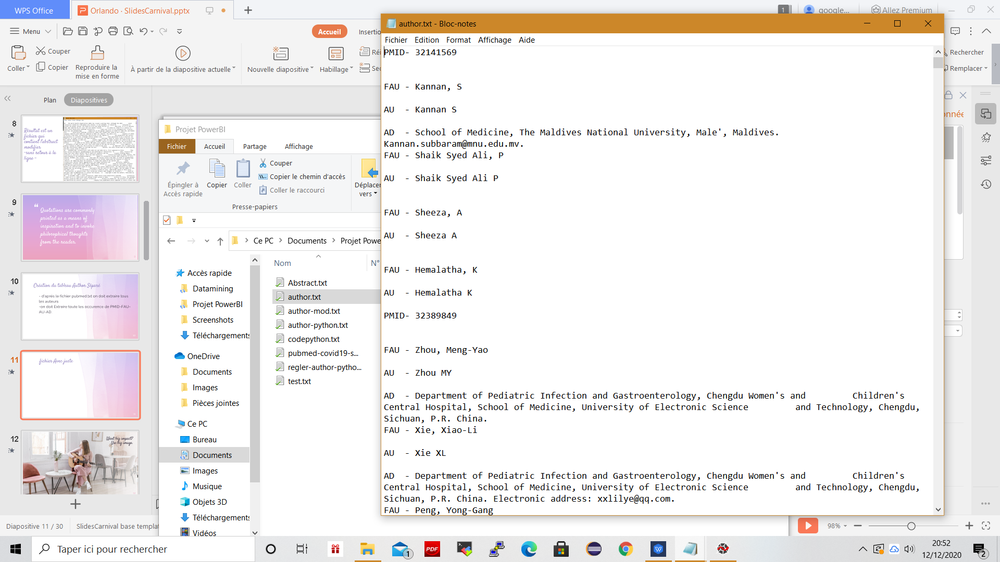 WPS Office
Orlando · SlidesCarnival.pptx
1
google...
Allez Premium
Menu
Accueil
Insertio
Coller
Couper
Copier
Reproduire la
mise en forme
À partir de la diapositive actuelle
Nouvelle diapositive
Habillage
Réi
Sec
Rechercher
Remplacer
Plan
Diapositives
8
Résultat est un
fichier qui
contient l'abstract
modifier
-sans retour à la
ligne -
9
“ Quotations are commonly
printed as a means of
inspiration and to invoke
philosophical thoughts
from the reader.
10
Création du tableau Author Séparé
- d'aprés le fichier pubmed.txt on doit extraire tous
les auteurs
-on doit Extraire toute les occurence de PMID-FAU-
AU-AD.
11
fichier Avec juste
12
Want big impact?
Use big image.
Diapositive 11 / 30
SlidesCarnival base templat
98%
onnée
Projet PowerBI
Fichier
Accueil
Partage
Affichage
Épingler à
Accès rapide
Copier
Coller
Couper
Copier le chemin d'accès
Coller le raccourci
Déplacer
vers
Presse-papiers
Ce PC
Documents
Projet Powe
Nom
N°
Accès rapide
Datamining
Projet PowerBI
Screenshots
Téléchargements
OneDrive
Documents
Images
Pièces jointes
Ce PC
Bureau
Documents
Images
Musique
Objets 3D
Téléchargements
Vidéos
Abstract.txt
author.txt
author-mod.txt
author-python.txt
codepython.txt
pubmed-covid19-s...
regler-author-pytho...
test.txt
author.txt - Bloc-notes
Fichier Edition Format Affichage Aide
PMID- 32141569
FAU - Kannan, S
AU  - Kannan S
AD  - School of Medicine, The Maldives National University, Male', Maldives.
Kannan.subbaram@mnu.edu.mv.
FAU - Shaik Syed Ali, P
AU  - Shaik Syed Ali P
FAU - Sheeza, A
AU  - Sheeza A
FAU - Hemalatha, K
AU  - Hemalatha K
PMID- 32389849
FAU - Zhou, Meng-Yao
AU  - Zhou MY
AD  - Department of Pediatric Infection and Gastroenterology, Chengdu Women's and         Children's
Central Hospital, School of Medicine, University of Electronic Science         and Technology, Chengdu,
Sichuan, P.R. China.
FAU - Xie, Xiao-Li
AU  - Xie XL
AD  - Department of Pediatric Infection and Gastroenterology, Chengdu Women's and         Children's
Central Hospital, School of Medicine, University of Electronic Science         and Technology, Chengdu,
Sichuan, P.R. China. Electronic address: xxlilye@qq.com.
FAU - Peng, Yong-Gang
Taper ici pour rechercher
1
PDF
20:52
12/12/2020
2